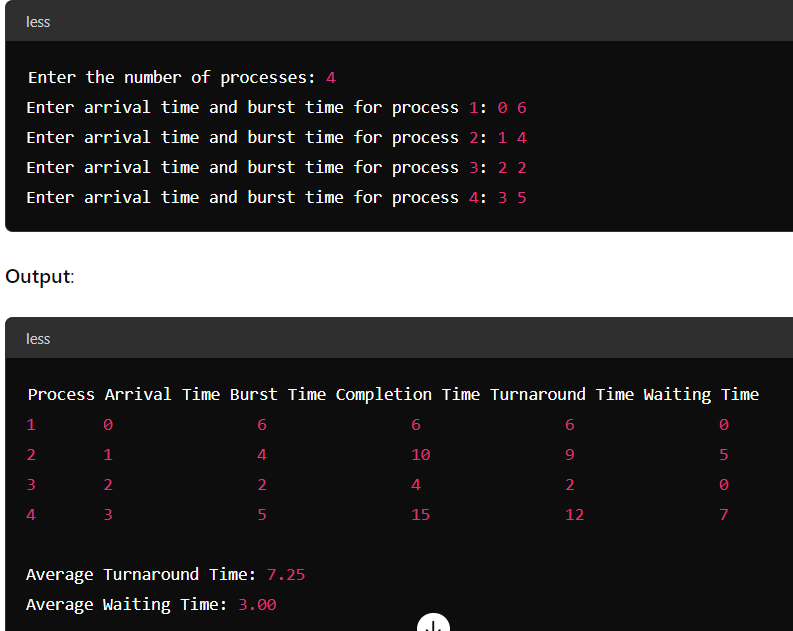 less
Enter the number of processes: 4
Enter arrival time and burst time for process 1: 0 6
Enter arrival time and burst time for process 2: 1 4
Enter arrival time and burst time for process 3: 2 2
Enter arrival time and burst time for process 4: 3 5
Output:
less
Process Arrival Time Burst Time Completion Time Turnaround Time Waiting Time
1 0 6 6 6 0
2 1 4 10 9 5
3 2 2 4 2 0
4 3 5 15 12 7
Average Turnaround Time: 7.25
Average Waiting Time: 3.00